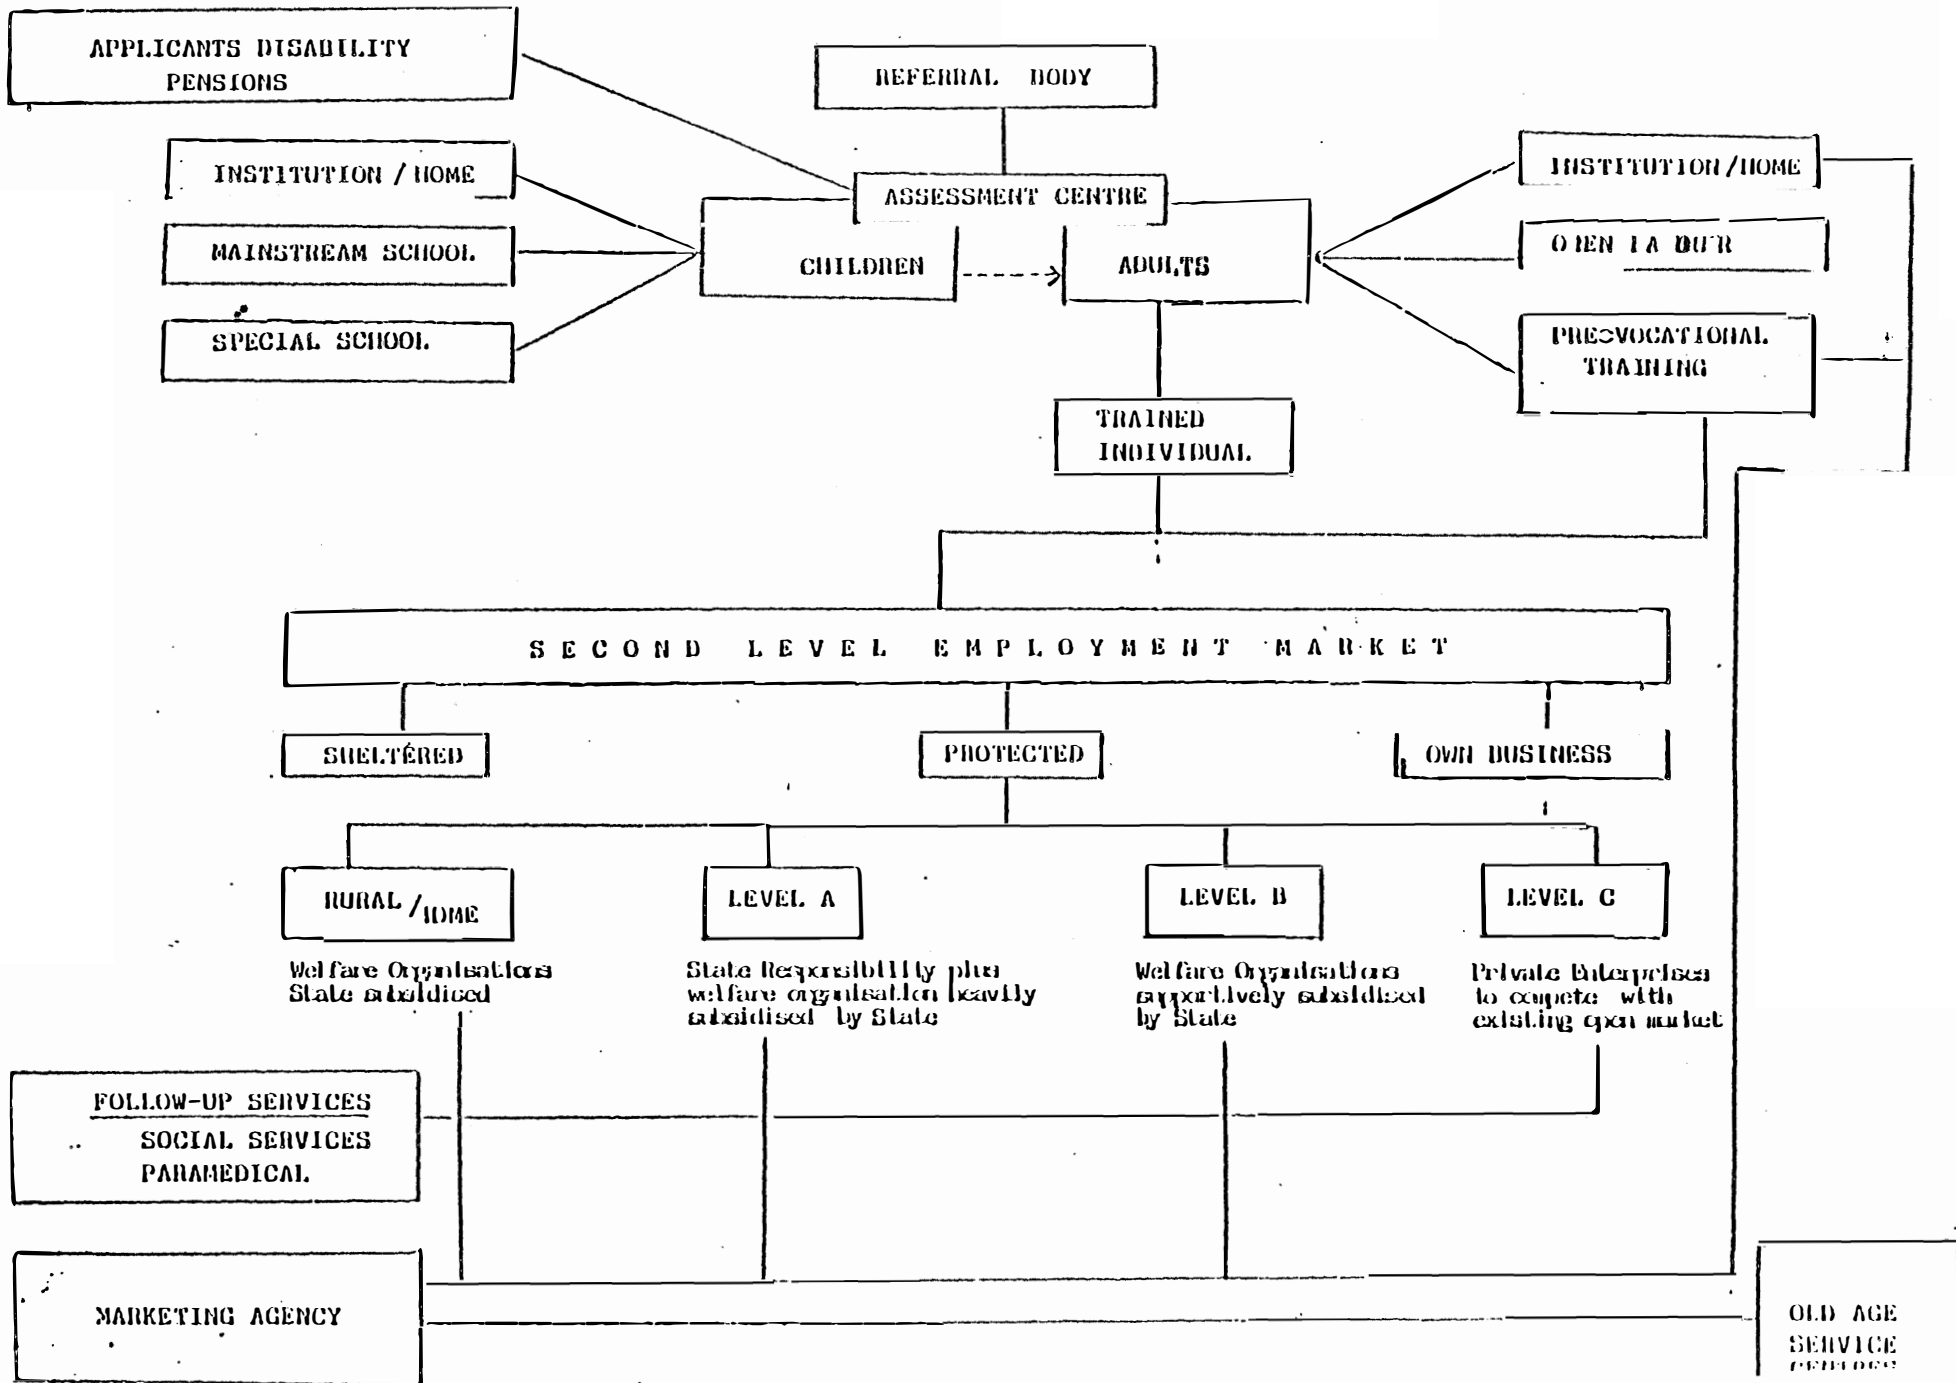 APPLICANTS DISABILITY
PENSIONS
REFERRAL BODY
INSTITUTION / HOME
MAINSTREAM SCHOOL
SPECIAL SCHOOL
ASSESSMENT CENTRE
CHILDREN
ADULTS
INSTITUTION/HOME
PRE-VOCATIONAL
TRAINING
TRAINED
INDIVIDUAL
SECOND LEVEL EMPLOYMENT MARKET
SHELTERED
PROTECTED
OWN BUSINESS
RURAL/HOME
LEVEL A
LEVEL B
LEVEL C
Welfare Organisations
State subsidised
State Responsibility plus
welfare organisation heavily
subsidised by State
Welfare Organisations
supportively subsidised
by State
Private Enterprises
to compete with
existing open market
FOLLOW-UP SERVICES
SOCIAL SERVICES
PARAMEDICAL
MARKETING AGENCY
OLD AGE
SERVICE